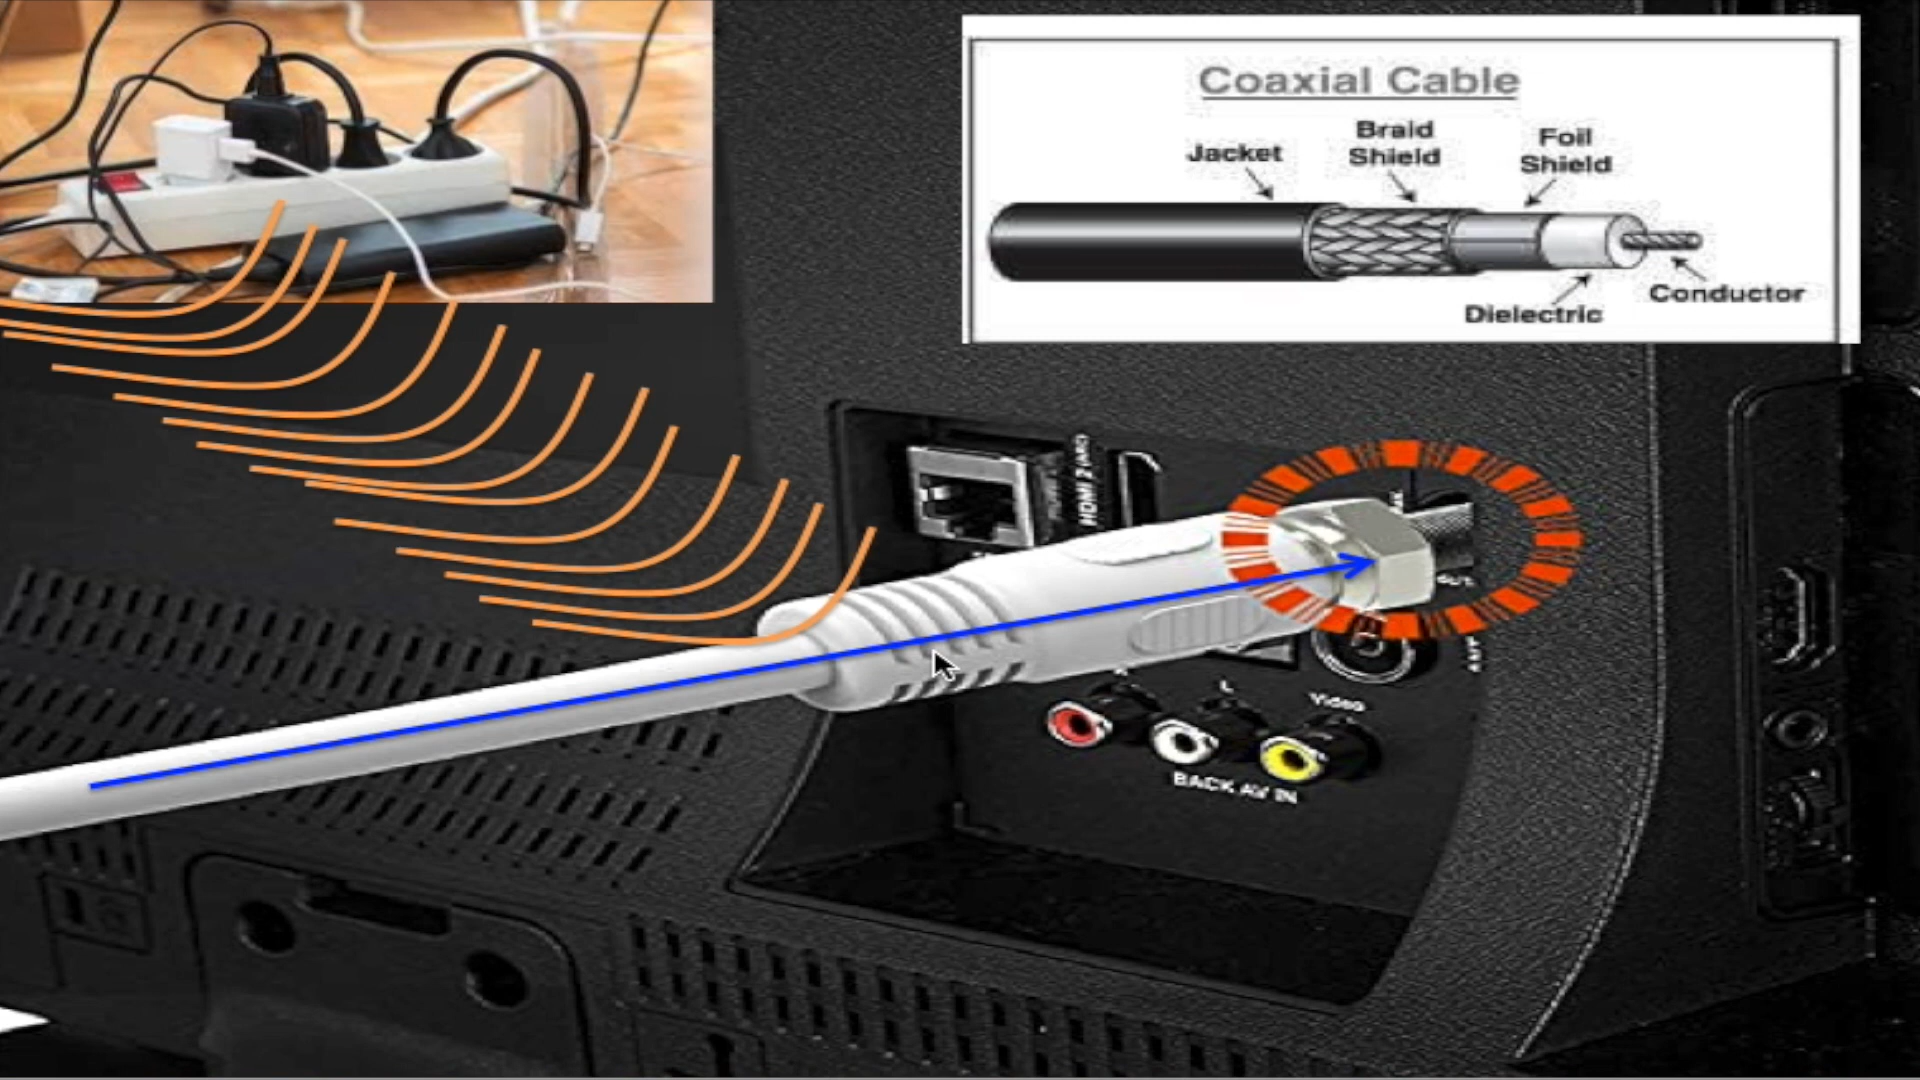 Coaxial Cable
Jacket
Braid
Shield
Foil
Shield
Dielectric
Conductor
HDMI 2 (ARC)
R
L
Video
BACK AV IN